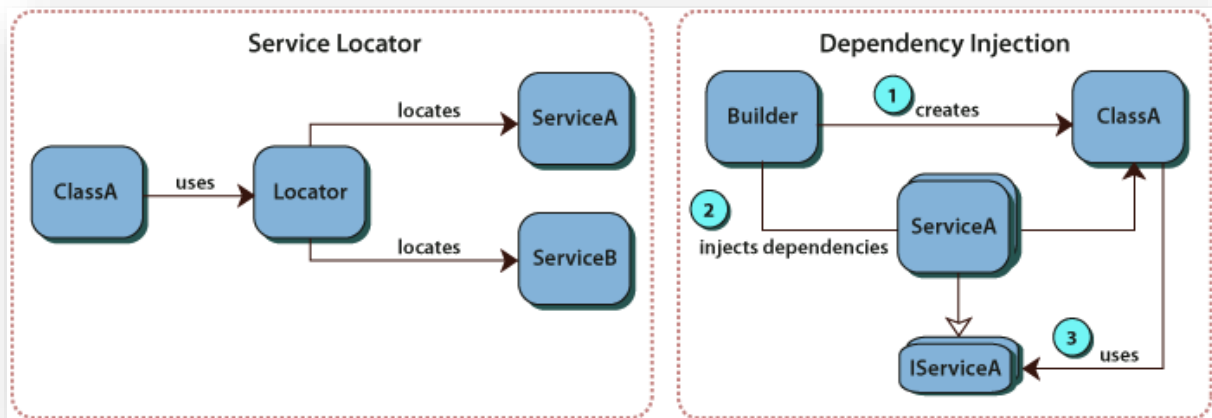 Service Locator
ClassA
uses
Locator
locates
ServiceA
locates
ServiceB
Dependency Injection
Builder
1
creates
ClassA
2
injects dependencies
ServiceA
IServiceA
3
uses